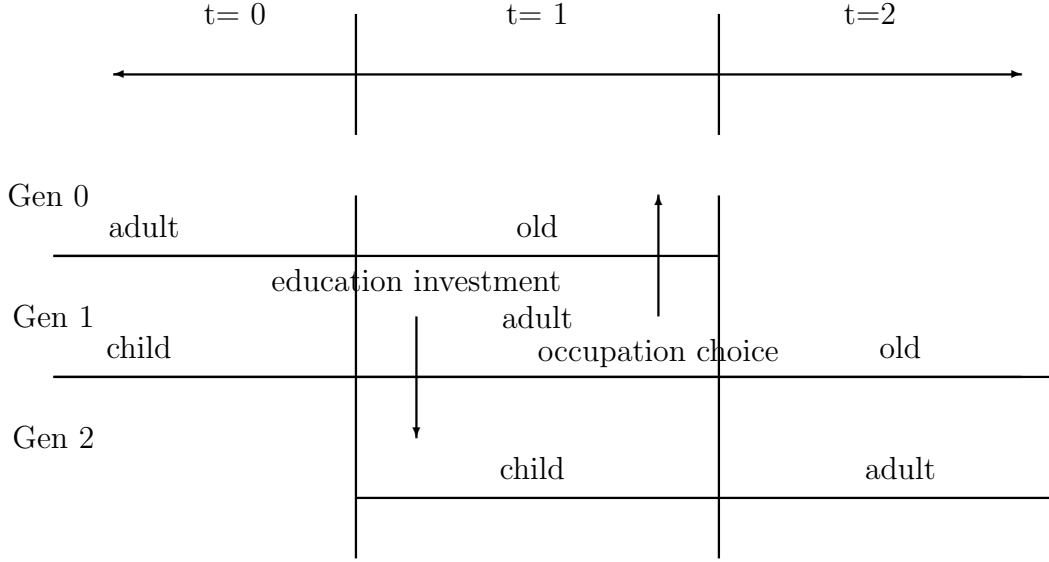 t= 0 t= 1 t=2
Gen 0
adult old
education investment
Gen 1 adult
child occupation choice old
Gen 2
child adult